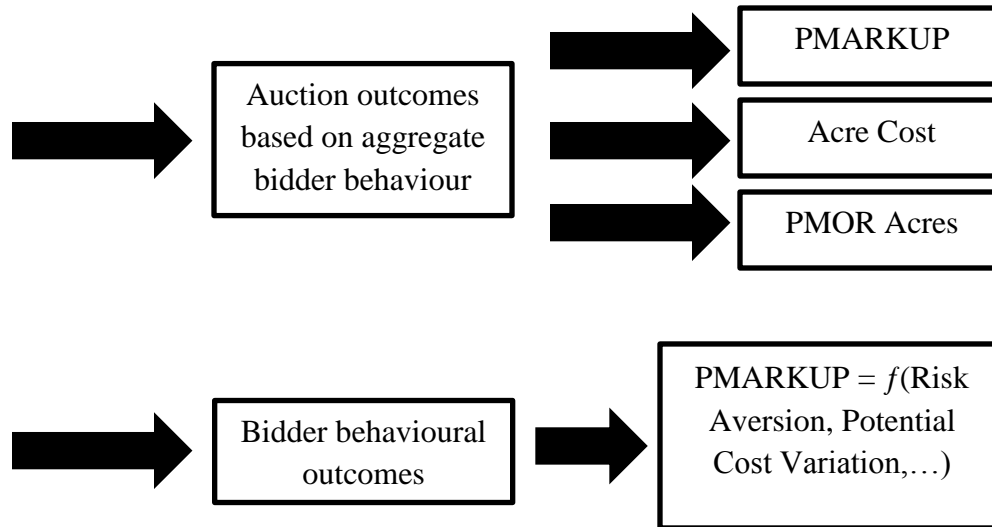 Auction outcomes
based on aggregate
bidder behaviour
PMARKUP
Acre Cost
PMOR Acres
Bidder behavioural
outcomes
PMARKUP = ƒ(Risk
Aversion, Potential
Cost Variation,…)